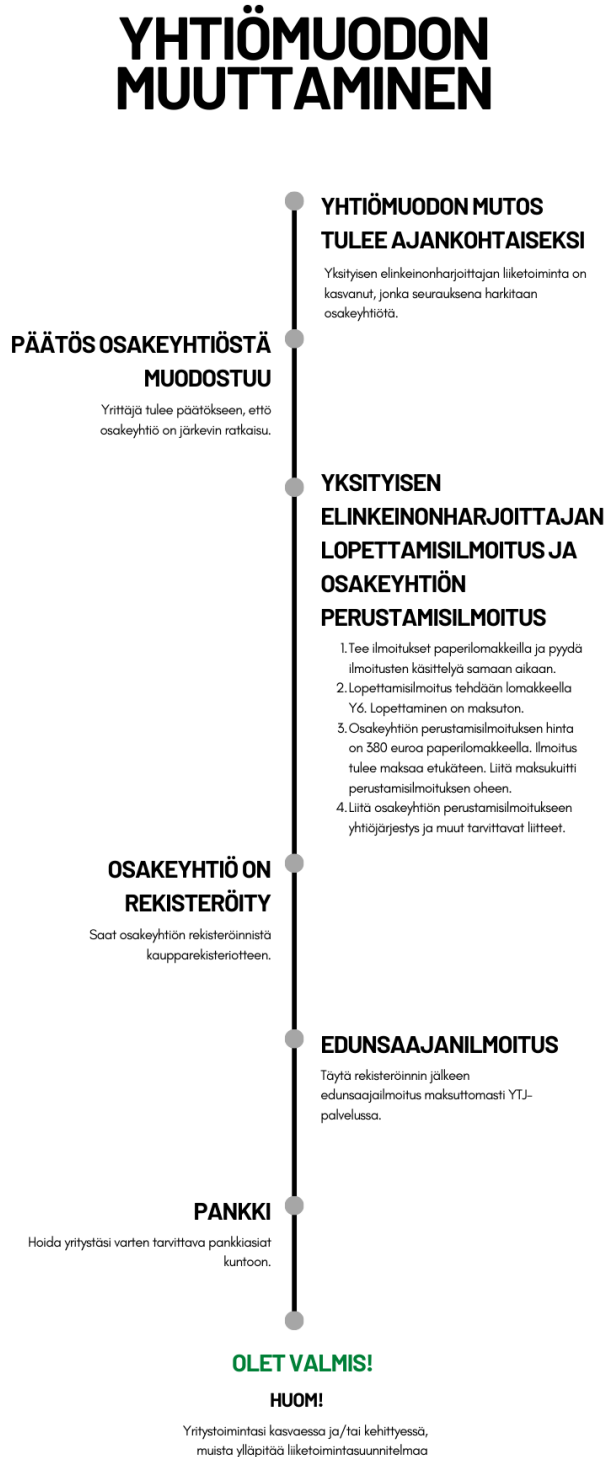 YHTIÖMUODON
MUUTTAMINEN
YHTIÖMUODON MUTOS
TULEE AJANKOHTAISEKSI
Yksityisen elinkeinonharjoittajan liiketoiminta on
kasvanut, jonka seurauksena harkitaan
osakeyhtiötä.
PÄÄTÖS OSAKEYHTIÖSTÄ
MUODOSTUU
Yrittäjä tulee päätökseen, ettö
osakeyhtiö on järkevin ratkaisu.
YKSITYISEN
ELINKEINONHARJOITTAJAN
LOPETTAMISILMOITUS JA
OSAKEYHTIÖN
PERUSTAMISILMOITUS
1. Tee ilmoitukset paperilomakkeilla ja pyydä
ilmoitusten käsittelyä samaan aikaan.
2. Lopettamisilmoitus tehdään lomakkeella
Y6. Lopettaminen on maksuton.
3. Osakeyhtiön perustamisilmoituksen hinta
on 380 euroa paperilomakkeella. Ilmoitus
tulee maksaa etukäteen. Liitä maksukuitti
perustamisilmoituksen oheen.
4. Liitä osakeyhtiön perustamisilmoitukseen
yhtiöjärjestys ja muut tarvittavat liitteet.
OSAKEYHTIÖ ON
REKISTERÖITY
Saat osakeyhtiön rekisteröinnistä
kaupparekisteriotteen.
EDUNSAAJANILMOITUS
Täytä rekisteröinnin jälkeen
edunsaajailmoitus maksuttomasti YTJ-
palvelussa.
PANKKI
Hoida yritystäsi varten tarvittava pankkiasiat
kuntoon.
OLET VALMIS!
HUOM!
Yritystoimintasi kasvaessa ja/tai kehittyessä,
muista ylläpitää liiketoimintasuunnitelmaa